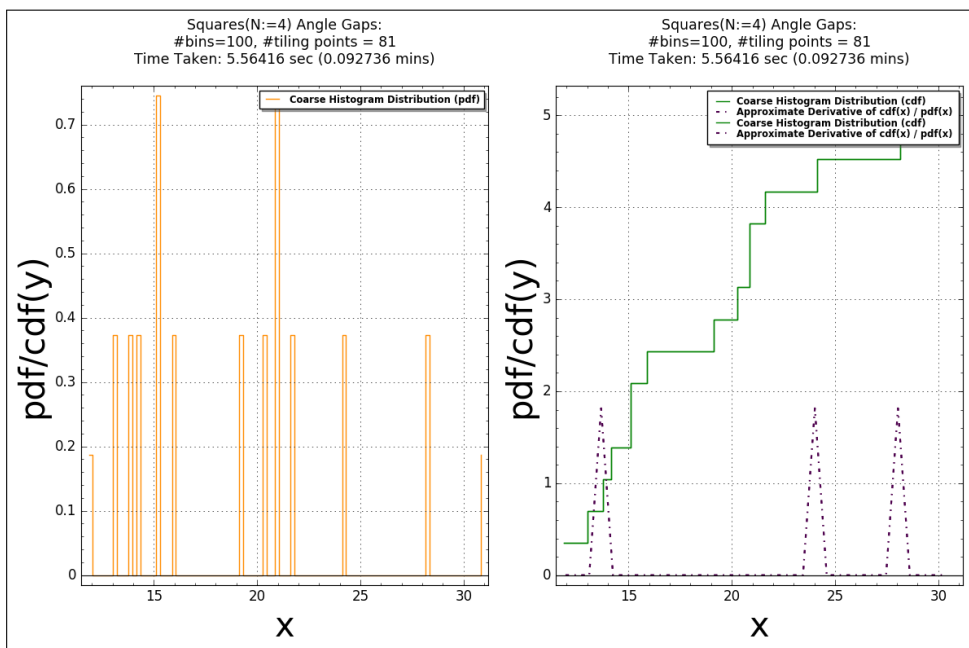 Squares(N:=4) Angle Gaps:
#bins=100, #tiling points = 81
Time Taken: 5.56416 sec (0.092736 mins)
Coarse Histogram Distribution (pdf)
0.7
0.6
0.5
0.4
0.3
0.2
0.1
0
pdf/cdf(y)
15
20
25
30
x
Squares(N:=4) Angle Gaps:
#bins=100, #tiling points = 81
Time Taken: 5.56416 sec (0.092736 mins)
Coarse Histogram Distribution (cdf)
Approximate Derivative of cdf(x) / pdf(x)
Coarse Histogram Distribution (cdf)
Approximate Derivative of cdf(x) / pdf(x)
5
4
3
2
1
0
pdf/cdf(y)
15
20
25
30
x